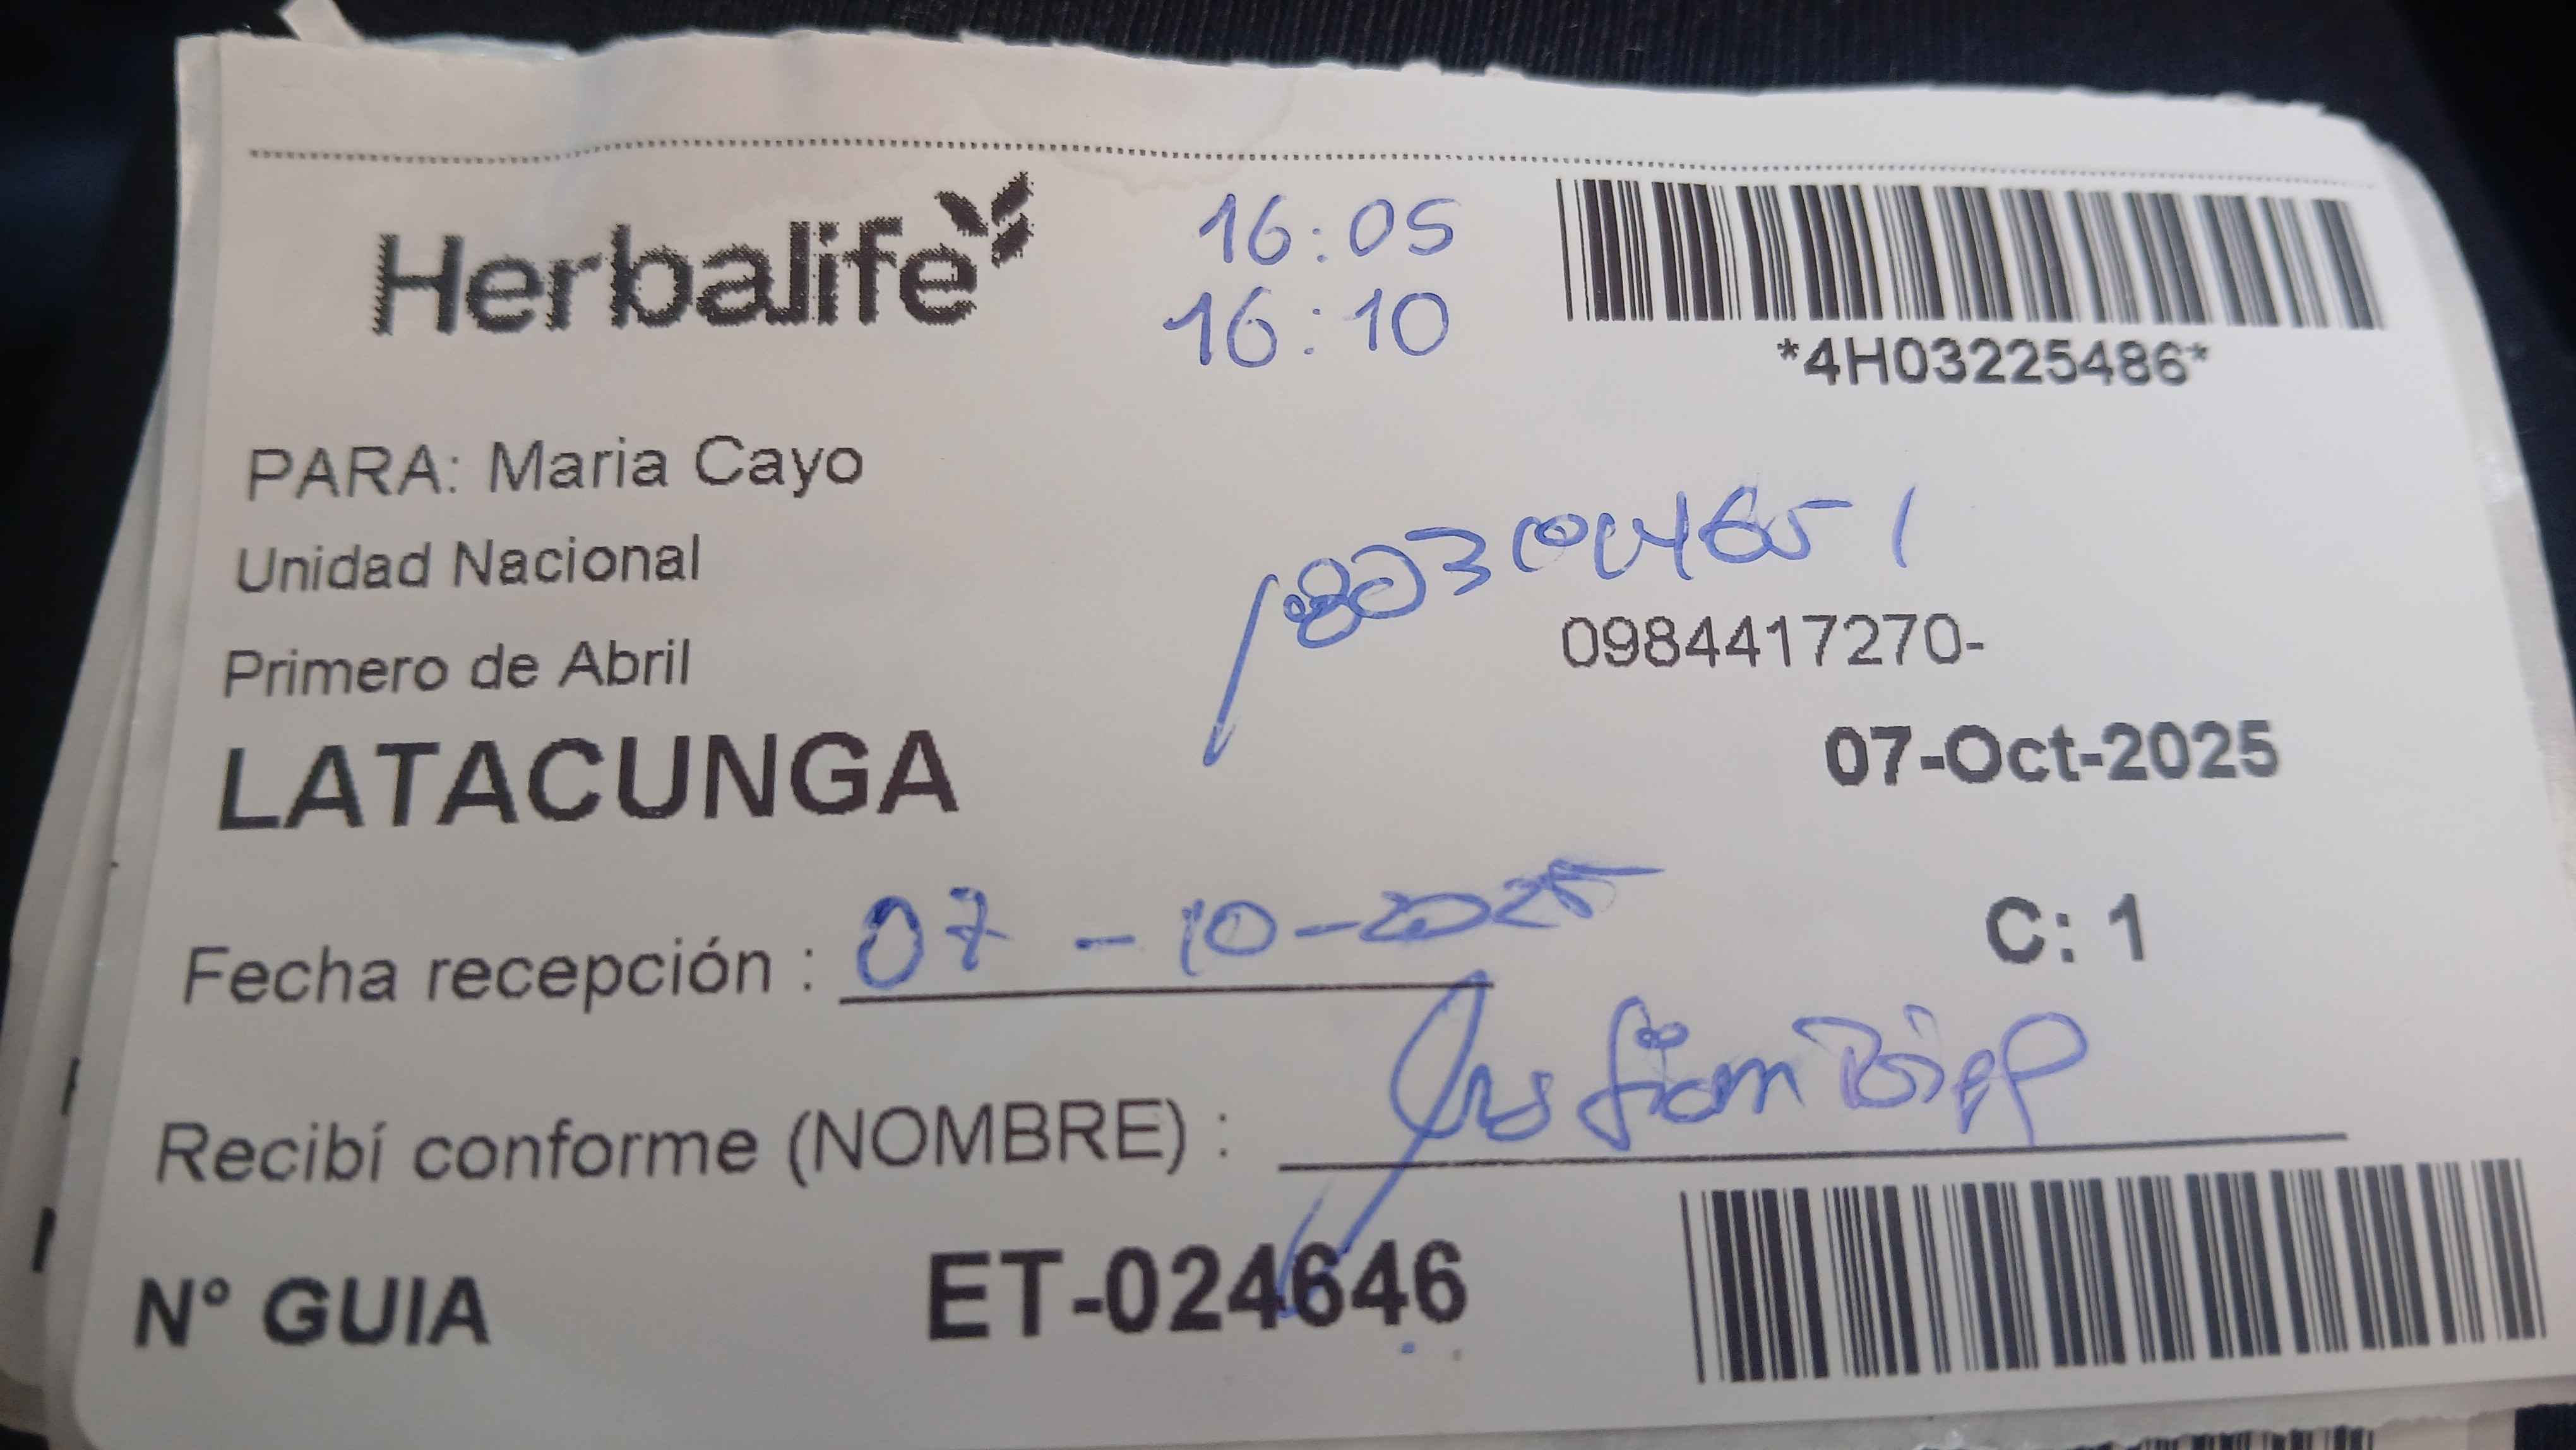 Herbalife
16:05
16:10
*4H03225486*
PARA: Maria Cayo
Unidad Nacional
0984417270-
Primero de Abril
LATACUNGA
07-Oct-2025
Fecha recepción : 07-10-2025
C: 1
Recibí conforme (NOMBRE) :
N° GUIA ET-024646